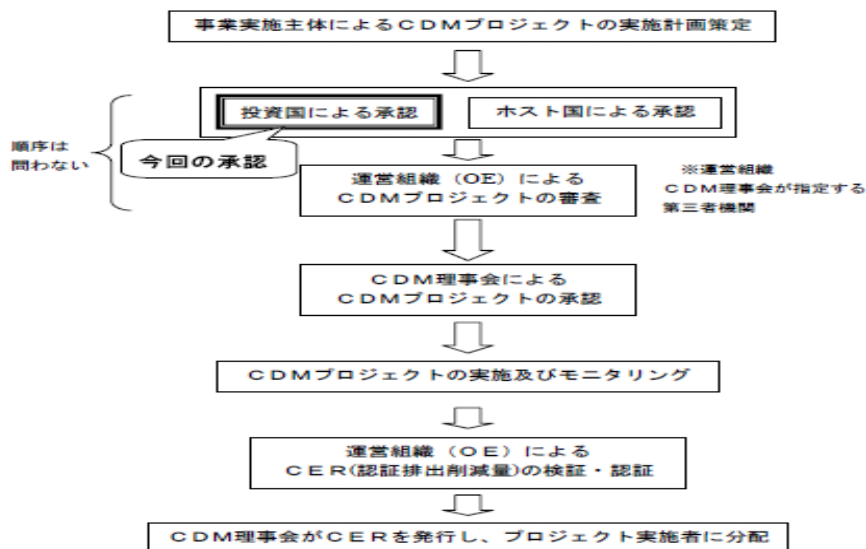 事業実施主体によるCDMプロジェクトの実施計画策定
投資国による承認
ホスト国による承認
順序は
問わない
今回の承認
運営組織（OE）による
CDMプロジェクトの審査
※運営組織
CDM理事会が指定する
第三者機関
CDM理事会による
CDMプロジェクトの承認
CDMプロジェクトの実施及びモニタリング
運営組織（OE）による
CER(認証排出削減量)の検証・認証
CDM理事会がCERを発行し、プロジェクト実施者に分配